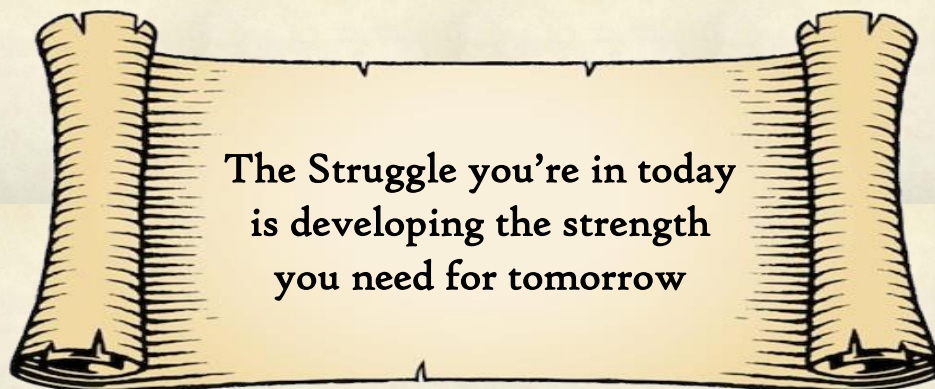 The Struggle you’re in today
is developing the strength
you need for tomorrow